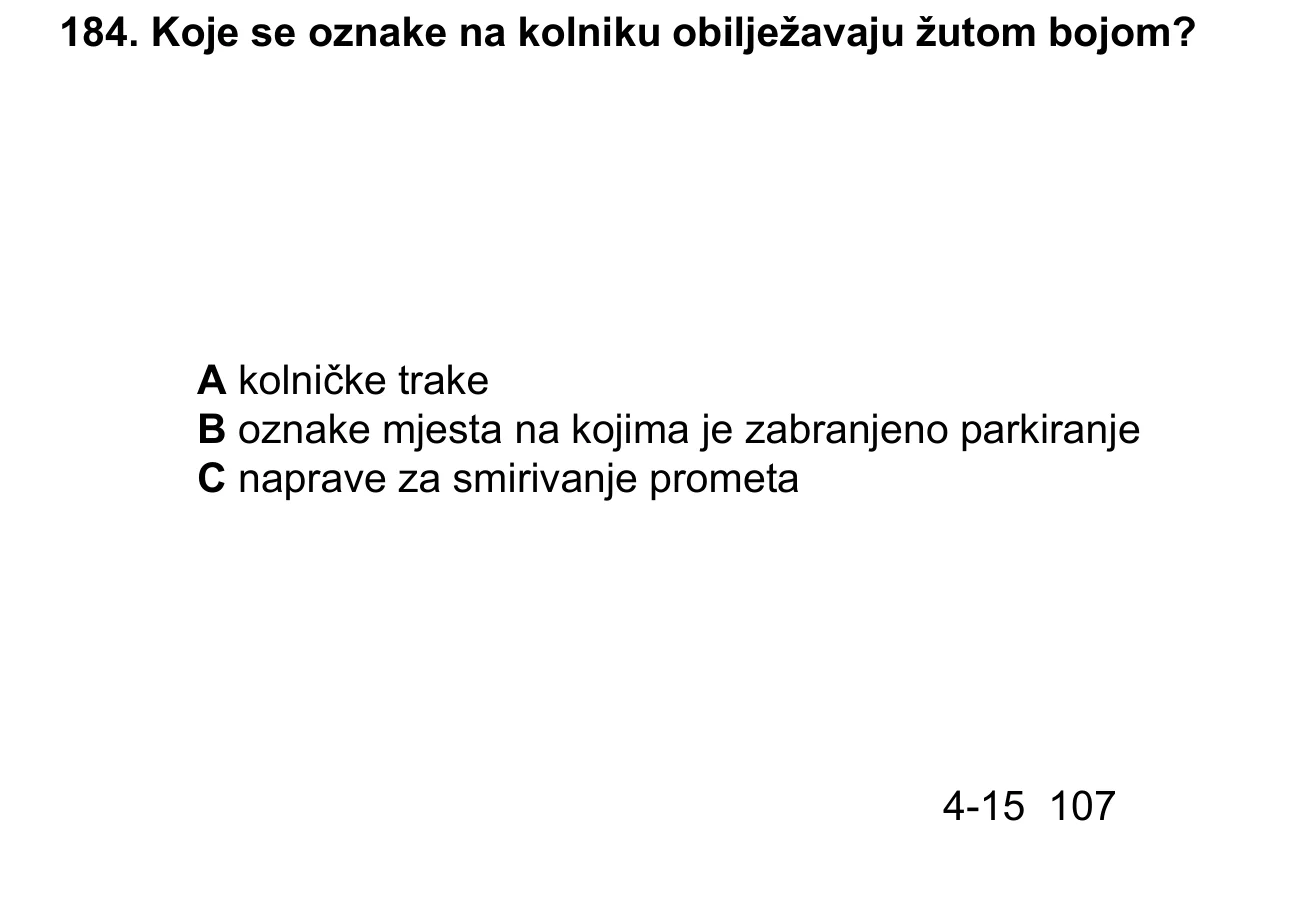 184. Koje se oznake na kolniku obilježavaju žutom bojom?
A kolničke trake
B oznake mjesta na kojima je zabranjeno parkiranje
C naprave za smirivanje prometa
4-15 107